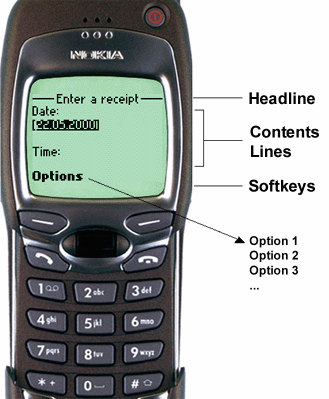 NOKIA
Enter a receipt
Date:
[22.05.2000]
Time:
Options
Headline
Contents
Lines
Softkeys
Option 1
Option 2
Option 3
...
1
2 abc
3 def
4 ghi
5 jkl
6 mno
7 pqrs
8 tuv
9 wxyz
* +
0
#